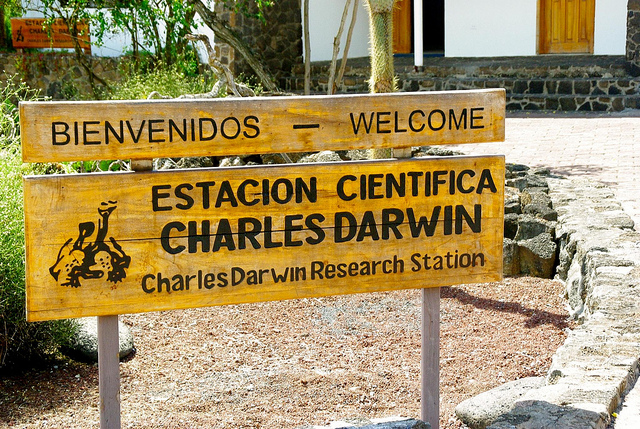 BIENVENIDOS — WELCOME
ESTACION CIENTIFICA
CHARLES DARWIN
Charles Darwin Research Station